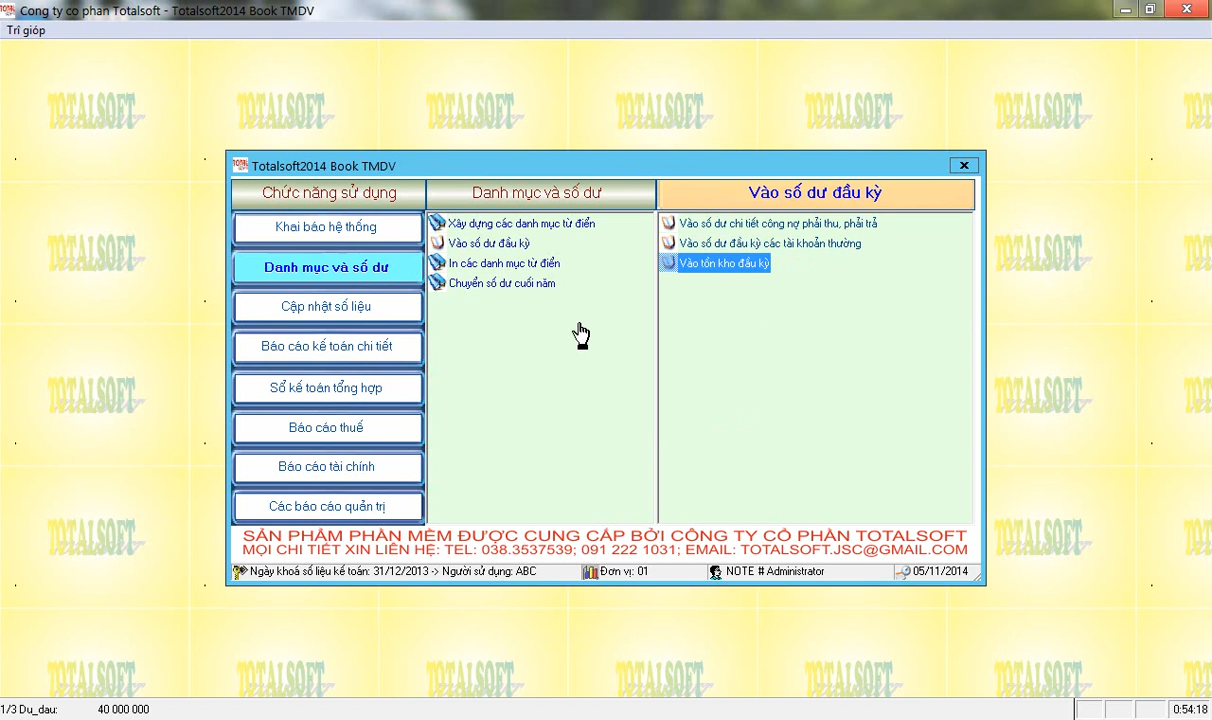 Cong ty co phan Totalsoft - Totalsoft2014 Book TMDV
Trî gióp
Totalsoft2014 Book TMDV
Chức năng sử dụng
Danh mục và số dư
Vào số dư đầu kỳ
Khai báo hệ thống
Danh mục và số dư
Cập nhật số liệu
Báo cáo kế toán chi tiết
Sổ kế toán tổng hợp
Báo cáo thuế
Báo cáo tài chính
Các báo cáo quản trị
Xây dựng các danh mục từ điển
Vào số dư đầu kỳ
In các danh mục từ điển
Chuyển số dư cuối năm
Vào số dư chi tiết công nợ phải thu, phải trả
Vào số dư đầu kỳ các tài khoản thường
Vào tồn kho đầu kỳ
SẢN PHẨM PHẦN MỀM ĐƯỢC CUNG CẤP BỞI CÔNG TY CỔ PHẦN TOTALSOFT
MỌI CHI TIẾT XIN LIÊN HỆ: TEL: 038.3537539; 091 222 1031; EMAIL: TOTALSOFT.JSC@GMAIL.COM
Ngày khoá số liệu kế toán: 31/12/2013 -> Người sử dụng: ABC
Đơn vị: 01
NOTE # Administrator
05/11/2014
1/3 Du_dau: 40 000 000
0:54:18